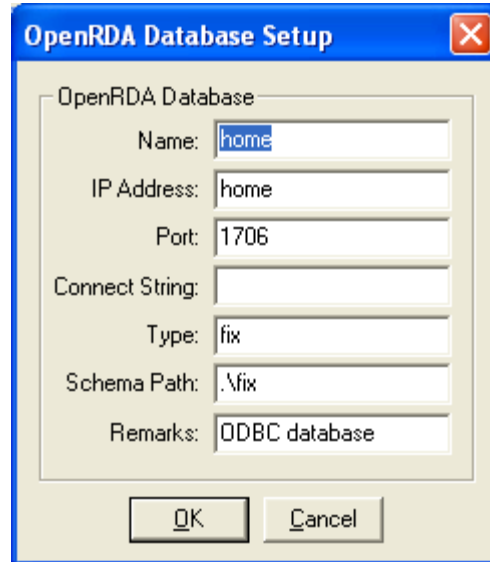 OpenRDA Database Setup
OpenRDA Database
Name: home
IP Address: home
Port: 1706
Connect String:
Type: fix
Schema Path: .\fix
Remarks: ODBC database
OK Cancel